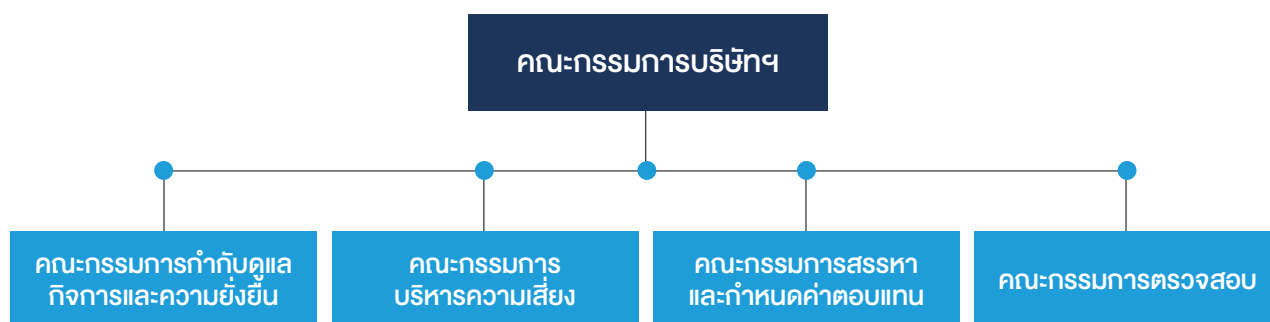 คณะกรรมการบริษัทฯ
คณะกรรมการกำกับดูแล
กิจการและความยั่งยืน
คณะกรรมการ
บริหารความเสี่ยง
คณะกรรมการสรรหา
และกำหนดค่าตอบแทน
คณะกรรมการตรวจสอบ